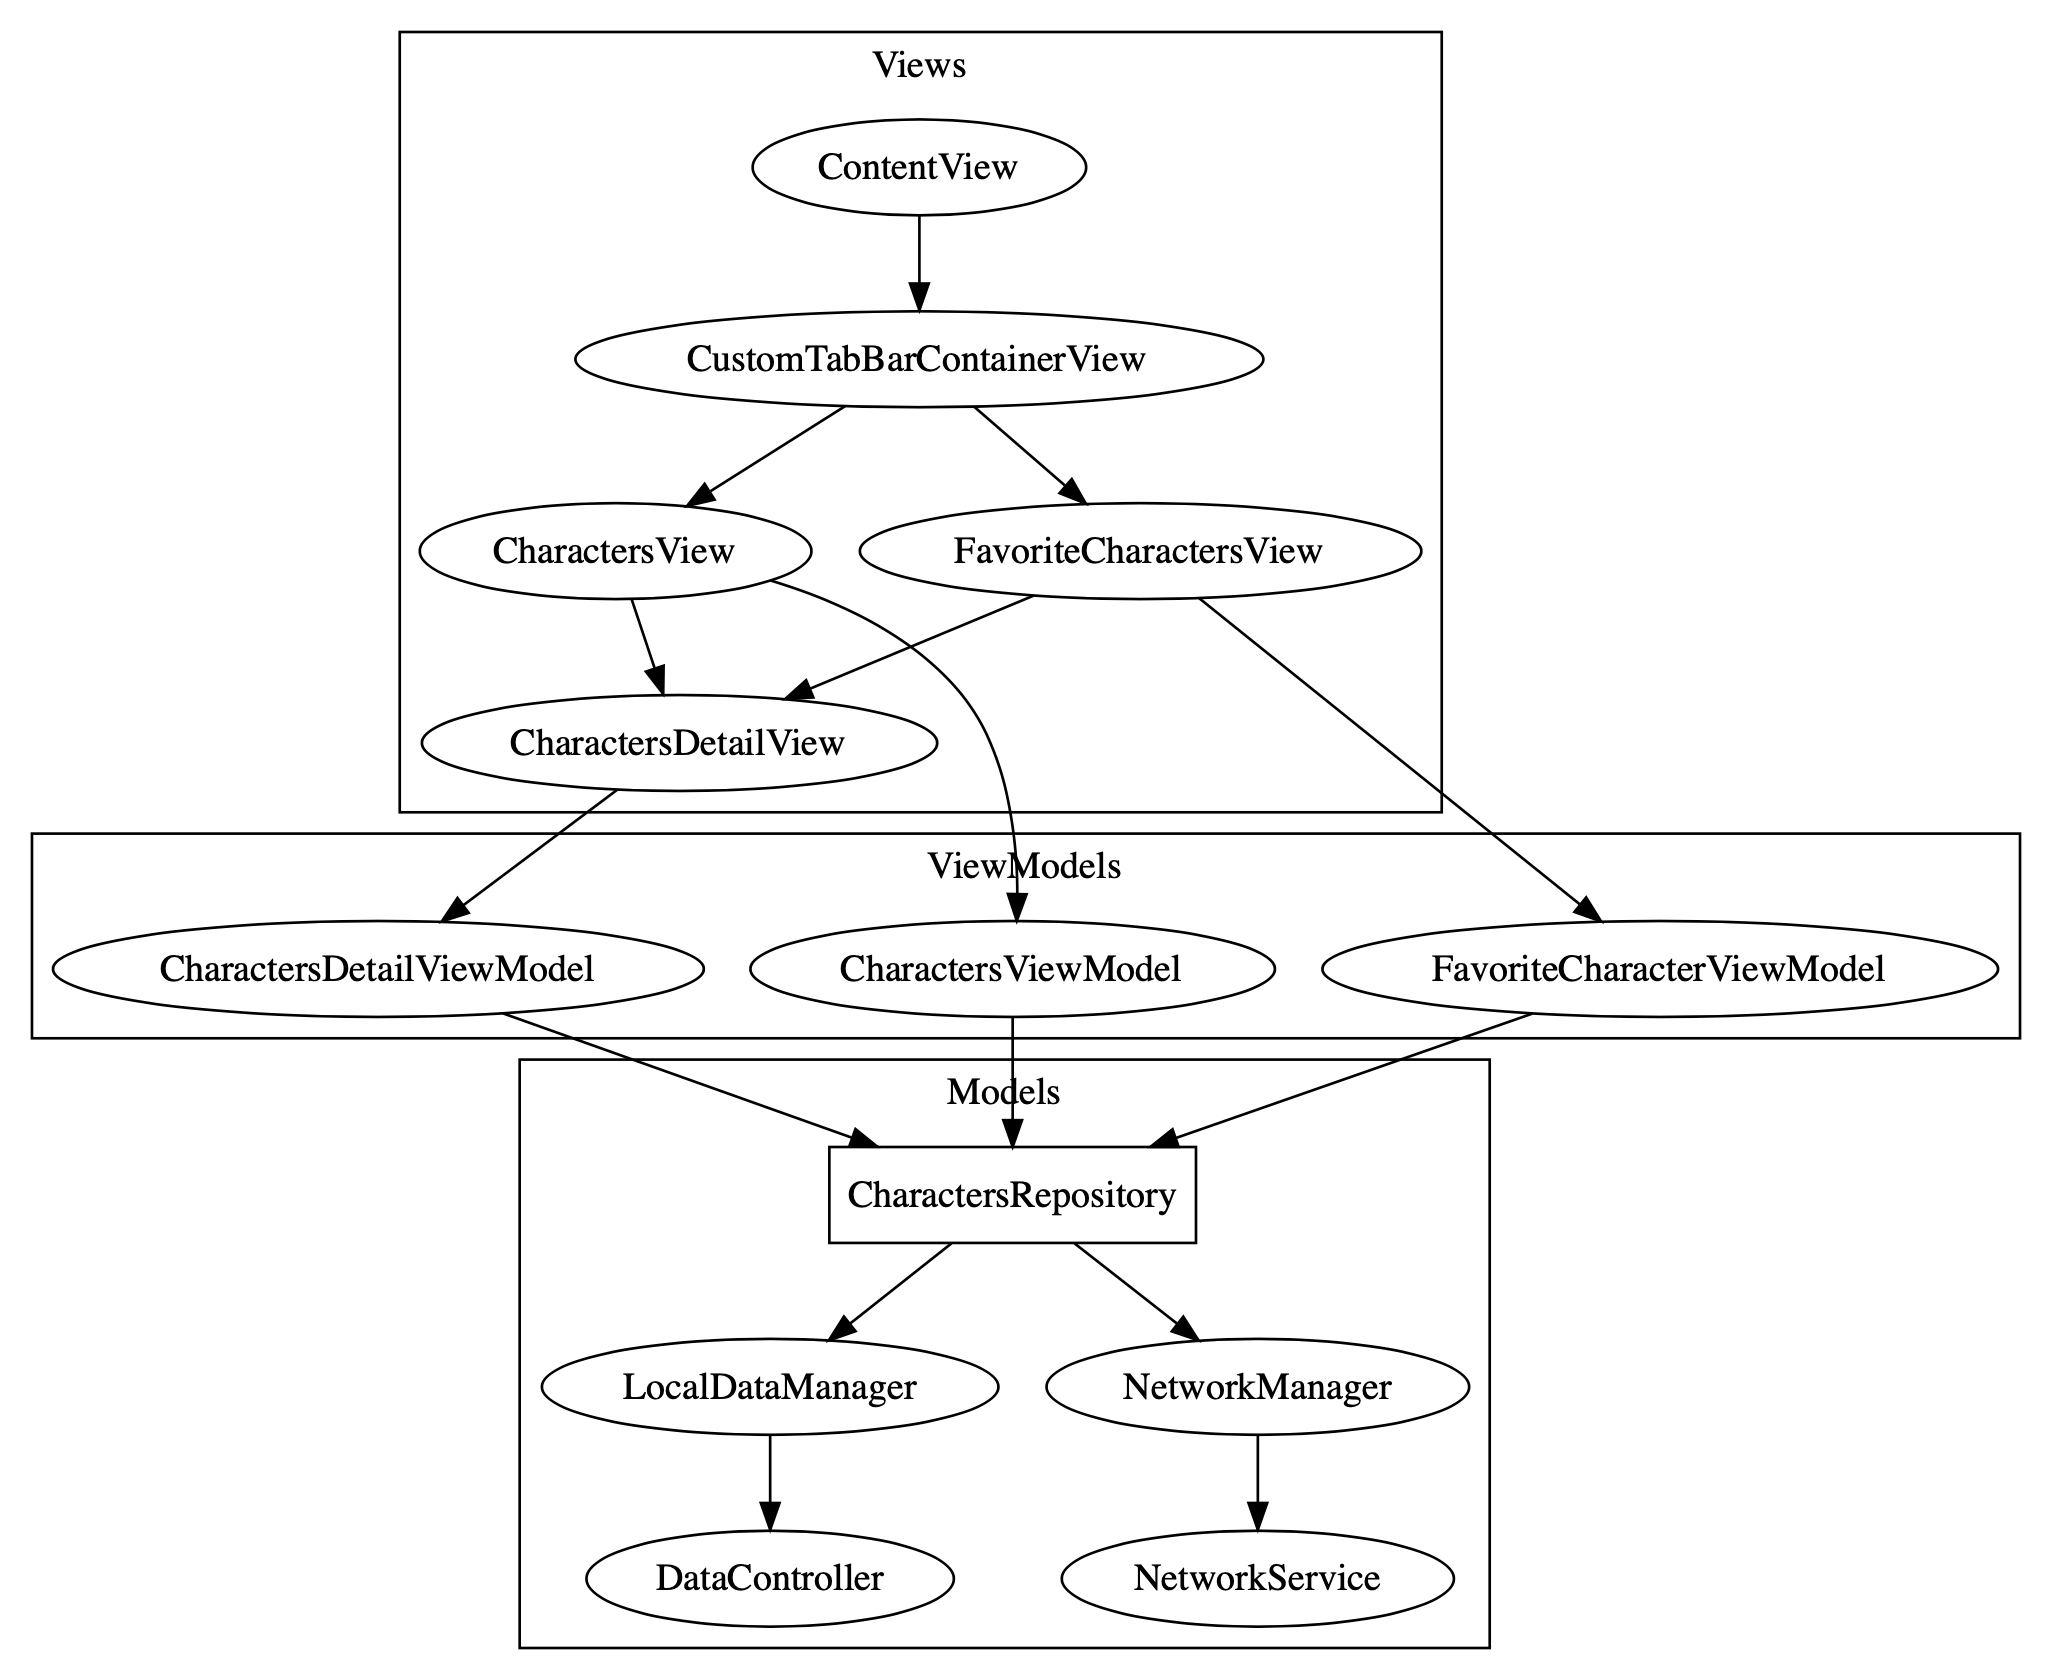 Views
ContentView
CustomTabBarContainerView
CharactersView
FavoriteCharactersView
CharactersDetailView
ViewModels
CharactersDetailViewModel
CharactersViewModel
FavoriteCharacterViewModel
Models
CharactersRepository
LocalDataManager
NetworkManager
DataController
NetworkService